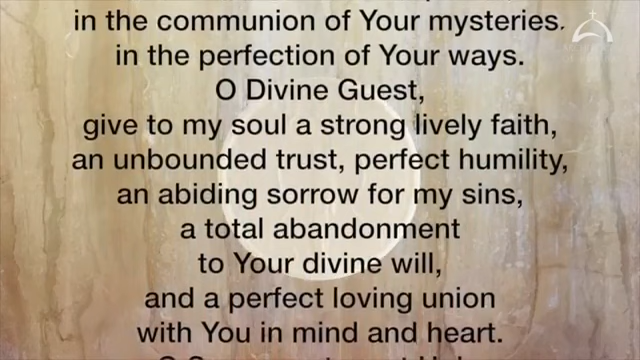 in the communion of Your mysteries.
in the perfection of Your ways.
O Divine Guest,
give to my soul a strong lively faith,
an unbounded trust, perfect humility,
an abiding sorrow for my sins,
a total abandonment
to Your divine will,
and a perfect loving union
with You in mind and heart.